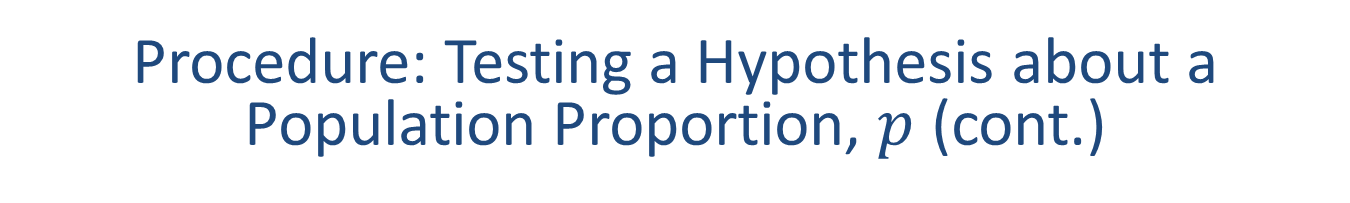 Procedure: Testing a Hypothesis about a
Population Proportion, p (cont.)